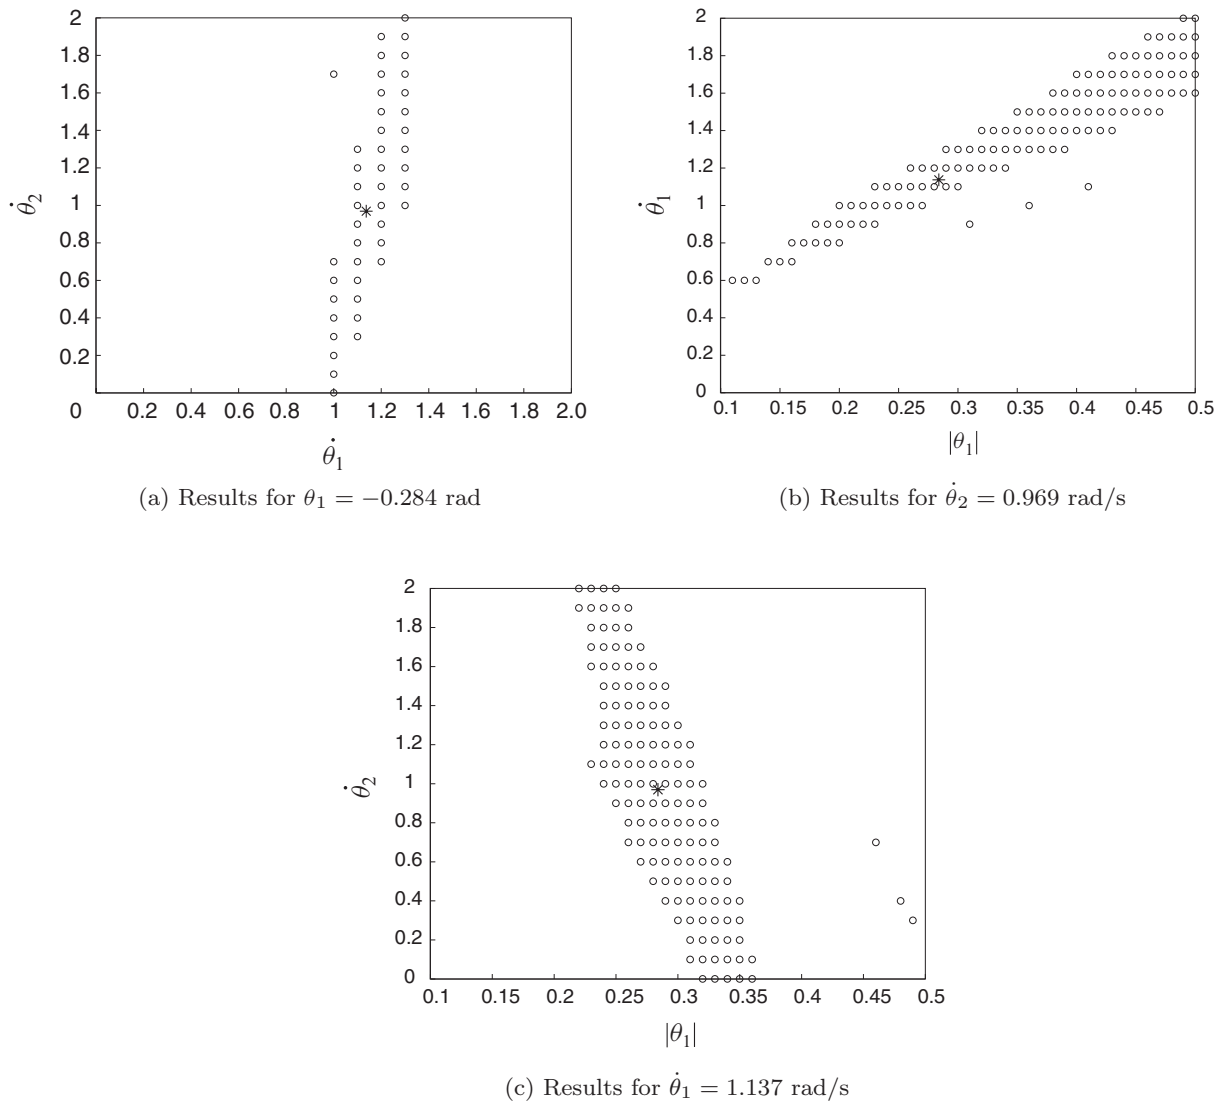 2
1.8
1.6
1.4
1.2
1
0.8
0.6
0.4
0.2
0 0.2 0.4 0.6 0.8 1 1.2 1.4 1.6 1.8 2.0
θ̇₂
θ̇₁
(a) Results for θ₁ = −0.284 rad
2
1.8
1.6
1.4
1.2
1
0.8
0.6
0.4
0.2
0
0.1 0.15 0.2 0.25 0.3 0.35 0.4 0.45 0.5
θ̇₁
|θ₁|
(b) Results for θ̇₂ = 0.969 rad/s
2
1.8
1.6
1.4
1.2
1
0.8
0.6
0.4
0.2
0
0.1 0.15 0.2 0.25 0.3 0.35 0.4 0.45 0.5
θ̇₂
|θ₁|
(c) Results for θ̇₁ = 1.137 rad/s